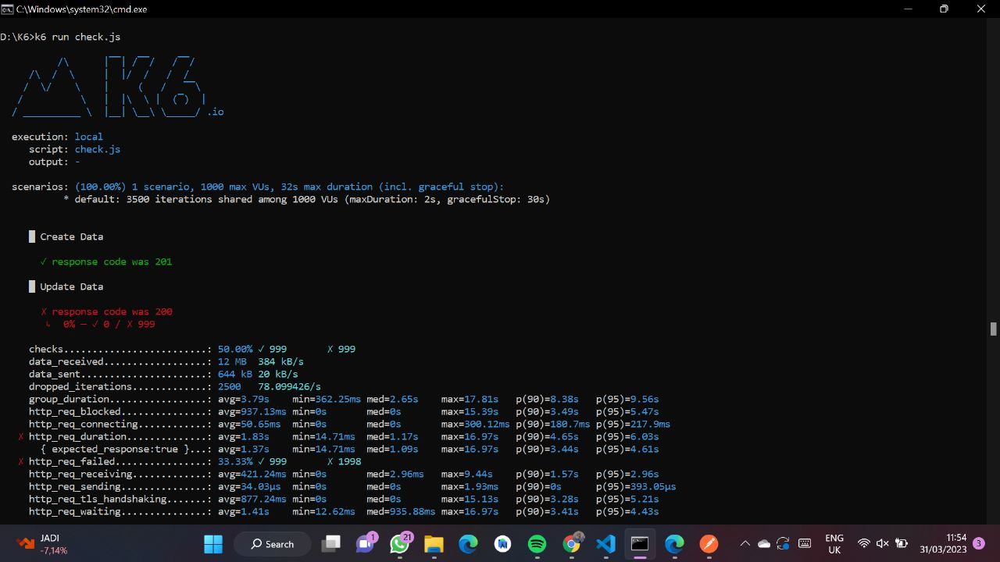 C:\Windows\system32\cmd.exe
D:\K6>k6 run check.js
.io
execution: local
script: check.js
output: -
scenarios: (100.00%) 1 scenario, 1000 max VUs, 32s max duration (incl. graceful stop):
* default: 3500 iterations shared among 1000 VUs (maxDuration: 2s, gracefulStop: 30s)
█ Create Data
✓ response code was 201
█ Update Data
✗ response code was 200
↳ 0% — ✓ 0 / ✗ 999
checks.........................: 50.00% ✓ 999 ✗ 999
data_received..................: 12 MB 384 kB/s
data_sent......................: 644 kB 20 kB/s
dropped_iterations.............: 2500 78.099426/s
group_duration.................: avg=3.79s min=362.25ms med=2.65s max=17.81s p(90)=8.38s p(95)=9.56s
http_req_blocked...............: avg=937.13ms min=0s med=0s max=15.39s p(90)=3.49s p(95)=5.47s
http_req_connecting............: avg=50.65ms min=0s med=0s max=300.12ms p(90)=180.7ms p(95)=217.9ms
✗ http_req_duration..............: avg=1.83s min=14.71ms med=1.17s max=16.97s p(90)=4.65s p(95)=6.03s
{ expected_response:true }...: avg=1.37s min=14.71ms med=1.09s max=16.97s p(90)=3.44s p(95)=4.61s
✗ http_req_failed................: 33.33% ✓ 999 ✗ 1998
http_req_receiving.............: avg=421.24ms min=0s med=2.96ms max=9.44s p(90)=1.57s p(95)=2.96s
http_req_sending...............: avg=34.03µs min=0s med=0s max=1.93ms p(90)=0s p(95)=393.05µs
http_req_tls_handshaking.......: avg=877.24ms min=0s med=0s max=15.13s p(90)=3.28s p(95)=5.21s
http_req_waiting...............: avg=1.41s min=12.62ms med=935.88ms max=16.97s p(90)=3.41s p(95)=4.43s
JADI
-7,14%
Search
1
21
ENG
UK
11:54
31/03/2023
3